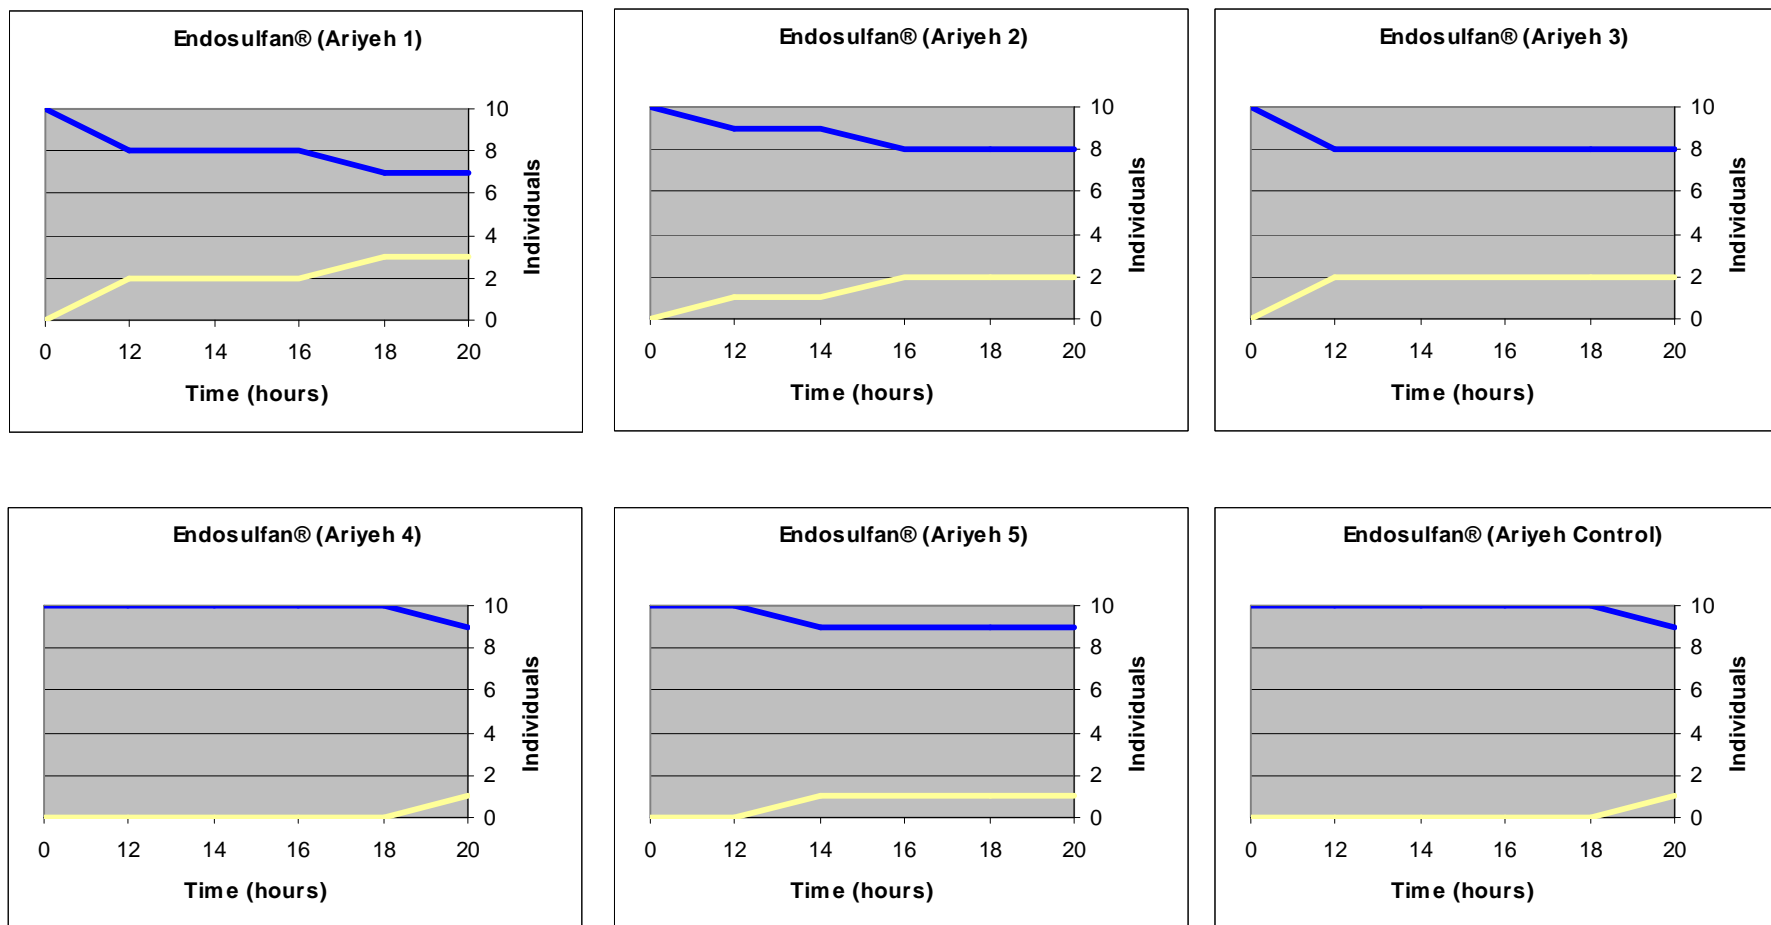 Endosulfan® (Ariyeh 1)
10
8
6
4
2
0
Individuals
0 12 14 16 18 20
Time (hours)
Endosulfan® (Ariyeh 2)
10
8
6
4
2
0
Individuals
0 12 14 16 18 20
Time (hours)
Endosulfan® (Ariyeh 3)
10
8
6
4
2
0
Individuals
0 12 14 16 18 20
Time (hours)
Endosulfan® (Ariyeh 4)
10
8
6
4
2
0
Individuals
0 12 14 16 18 20
Time (hours)
Endosulfan® (Ariyeh 5)
10
8
6
4
2
0
Individuals
0 12 14 16 18 20
Time (hours)
Endosulfan® (Ariyeh Control)
10
8
6
4
2
0
Individuals
0 12 14 16 18 20
Time (hours)